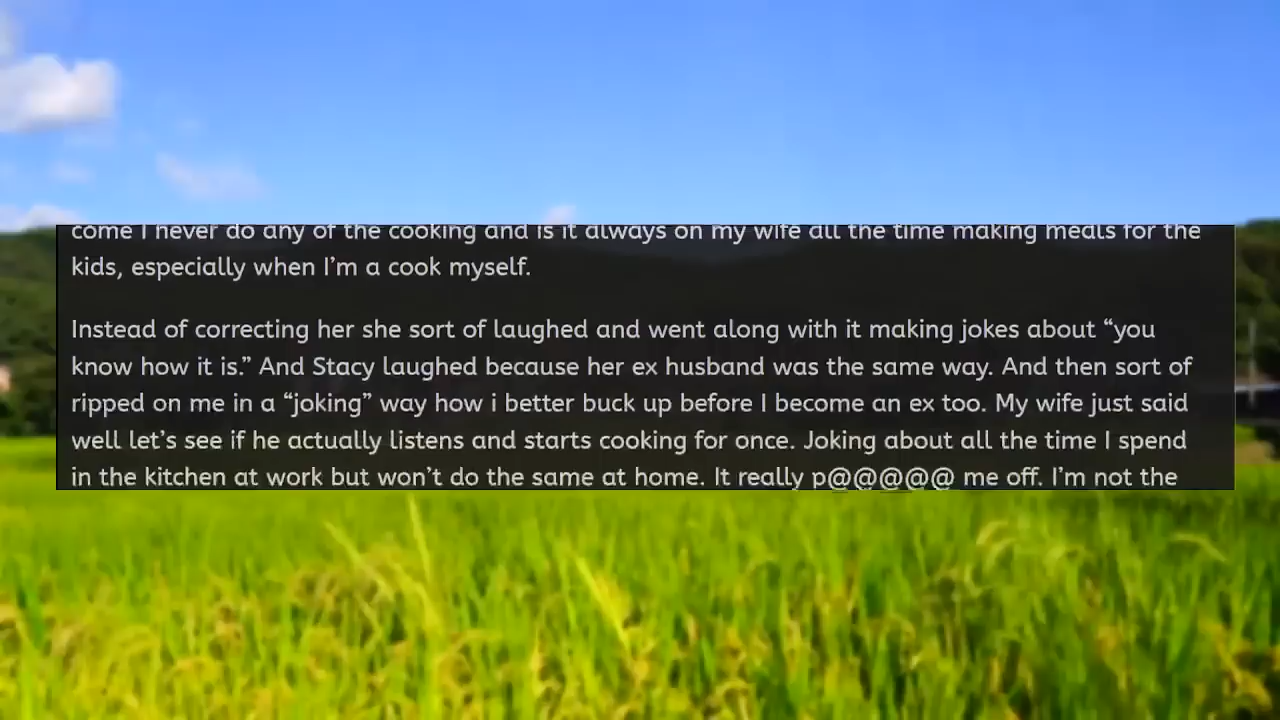 come I never do any of the cooking and is it always on my wife all the time making meals for the
kids, especially when I'm a cook myself.
Instead of correcting her she sort of laughed and went along with it making jokes about “you
know how it is.” And Stacy laughed because her ex husband was the same way. And then sort of
ripped on me in a “joking” way how i better buck up before I become an ex too. My wife just said
well let's see if he actually listens and starts cooking for once. Joking about all the time I spend
in the kitchen at work but won't do the same at home. It really p@@@@@ me off. I'm not the